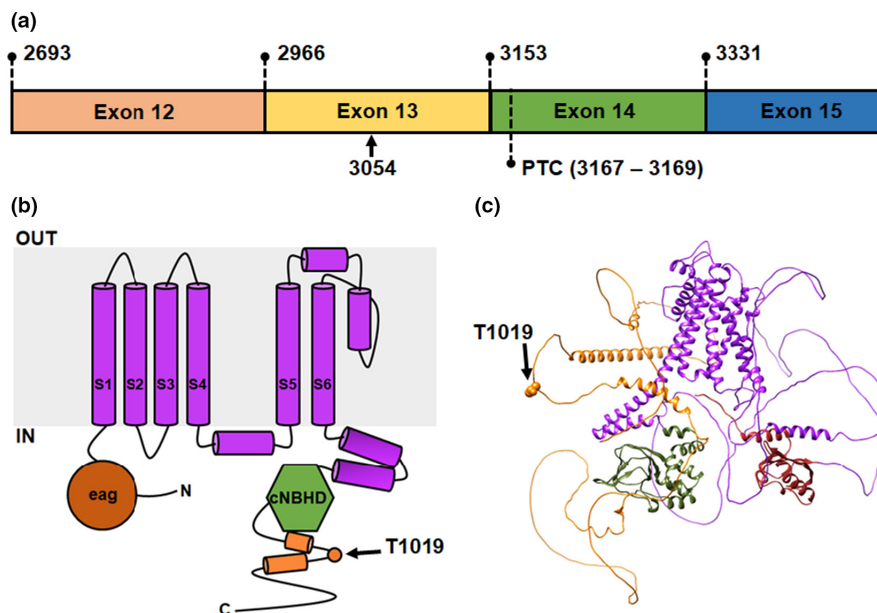 (a)
2693 2966 3153 3331
Exon 12 Exon 13 Exon 14 Exon 15
3054 PTC (3167 – 3169)
(b) (c)
OUT
T1019
S1 S2 S3 S4 S5 S6
IN
eag N cNBHD
T1019
C